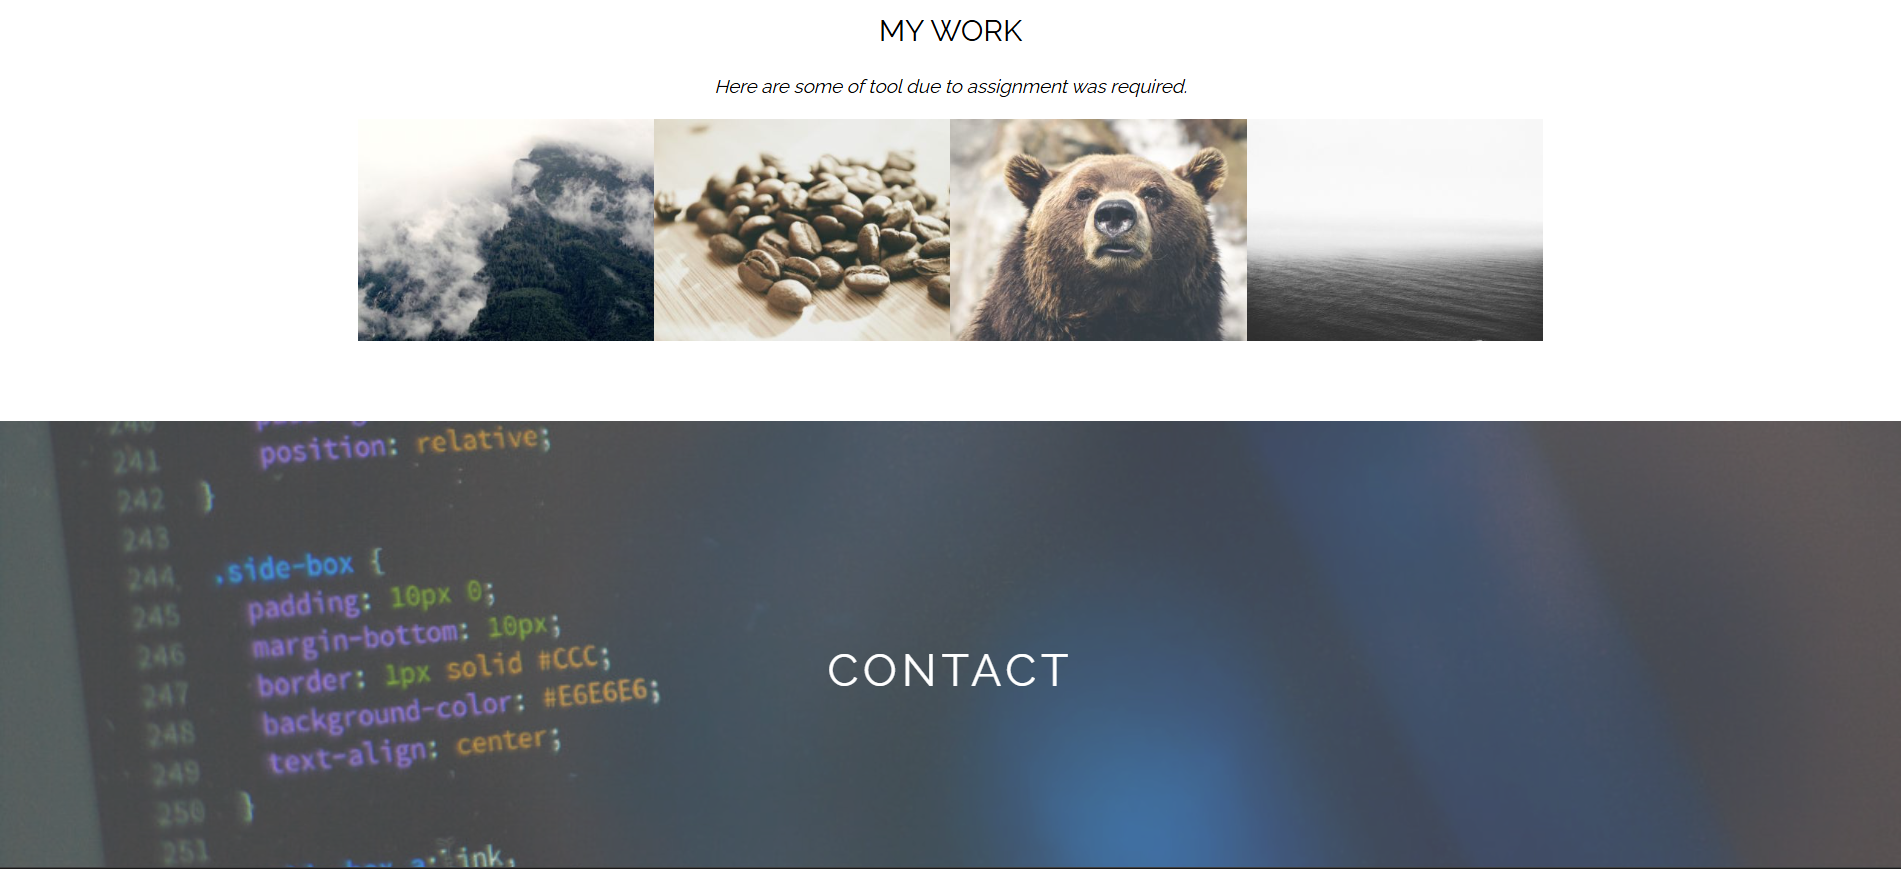 MY WORK
Here are some of tool due to assignment was required.
240
241 position: relative;
242 }
243
244 .side-box {
245 padding: 10px 0;
246 margin-bottom: 10px;
247 border: 1px solid #CCC;
248 background-color: #E6E6E6;
249 text-align: center;
250 }
251
CONTACT